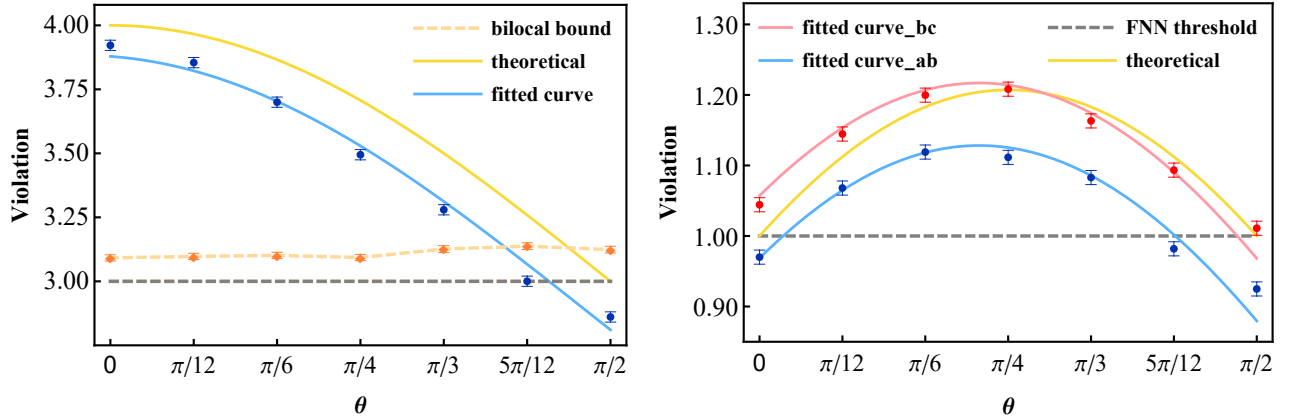 4.00
3.75
3.50
3.25
3.00
Violation
bilocal bound
theoretical
fitted curve
0 π/12 π/6 π/4 π/3 5π/12 π/2
θ
1.30
1.20
1.10
1.00
0.90
Violation
fitted curve_bc FNN threshold
fitted curve_ab theoretical
0 π/12 π/6 π/4 π/3 5π/12 π/2
θ